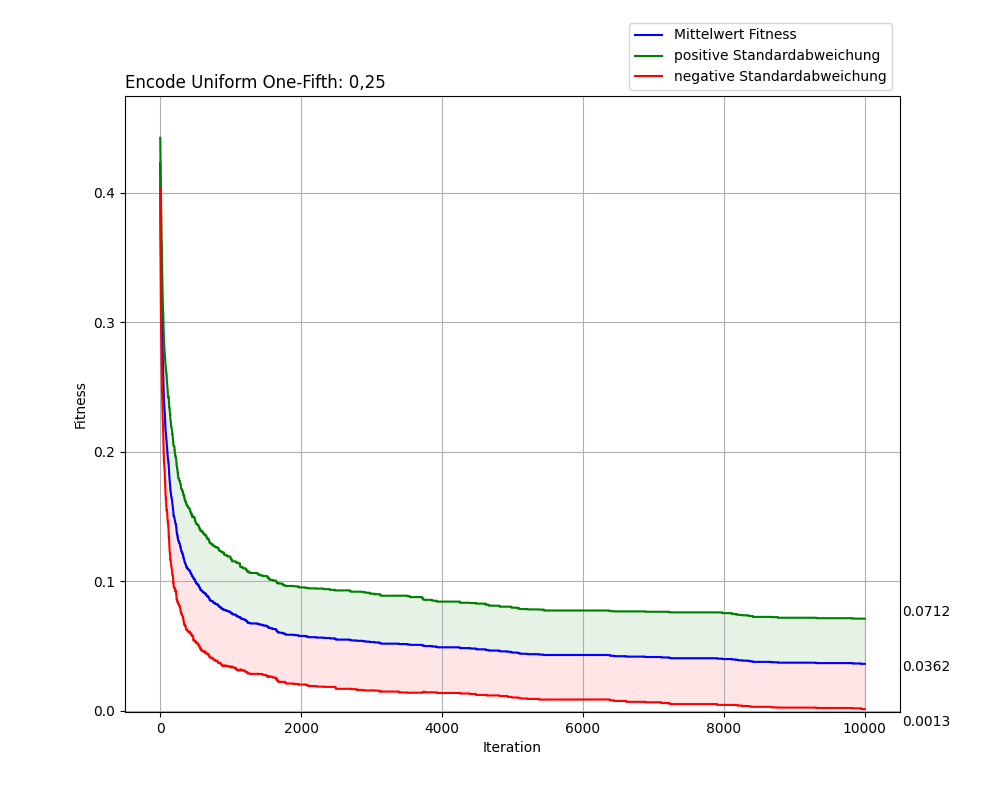 Mittelwert Fitness
positive Standardabweichung
negative Standardabweichung
Encode Uniform One-Fifth: 0,25
Fitness
0.4
0.3
0.2
0.1
0.0
0.0712
0.0362
0.0013
0 2000 4000 6000 8000 10000
Iteration